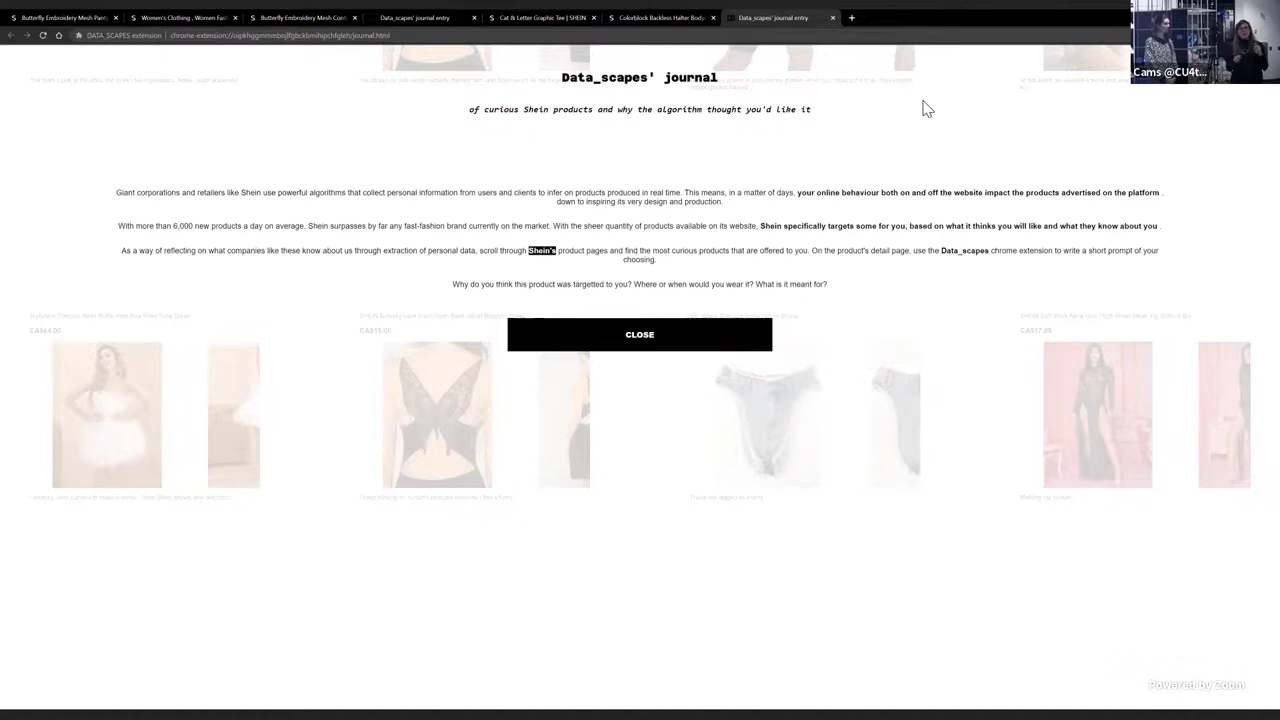 Butterfly Embroidery Mesh Pant
Women's Clothing , Women Fash
Butterfly Embroidery Mesh Cont
Data_scapes' journal entry
Cat & Letter Graphic Tee | SHEIN
Colorblock Backless Halter Body
Data_scapes' journal entry
DATA_SCAPES extension
Cams @CU4t...
Data_scapes' journal
of curious Shein products and why the algorithm thought you'd like it
Giant corporations and retailers like Shein use powerful algorithms that collect personal information from users and clients to infer on products produced in real time. This means, in a matter of days, your online behaviour both on and off the website impact the products advertised on the platform ,
down to inspiring its very design and production.
With more than 6,000 new products a day on average, Shein surpasses by far any fast-fashion brand currently on the market. With the sheer quantity of products available on its website, Shein specifically targets some for you, based on what it thinks you will like and what they know about you .
As a way of reflecting on what companies like these know about us through extraction of personal data, scroll through Shein's product pages and find the most curious products that are offered to you. On the product's detail page, use the Data_scapes chrome extension to write a short prompt of your
choosing.
Why do you think this product was targetted to you? Where or when would you wear it? What is it meant for?
CA$64.00
CA$15.00
CA$17.99
CLOSE
Powered by Zoom